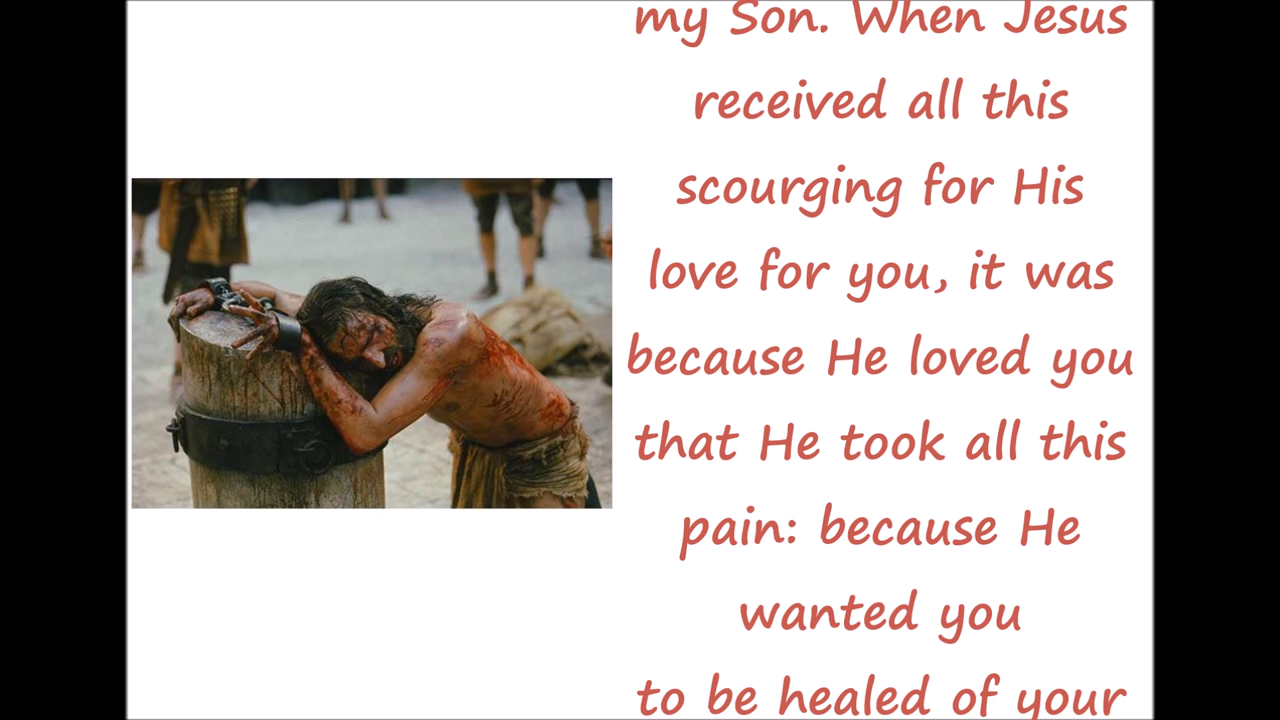 my Son. When Jesus
received all this
scourging for His
love for you, it was
because He loved you
that He took all this
pain: because He
wanted you
to be healed of your